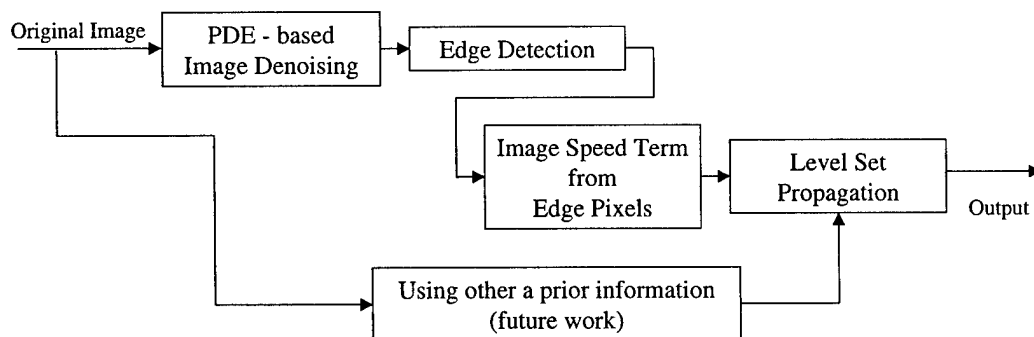 Original Image
PDE - based
Image Denoising
Edge Detection
Image Speed Term
from
Edge Pixels
Level Set
Propagation
Output
Using other a prior information
(future work)